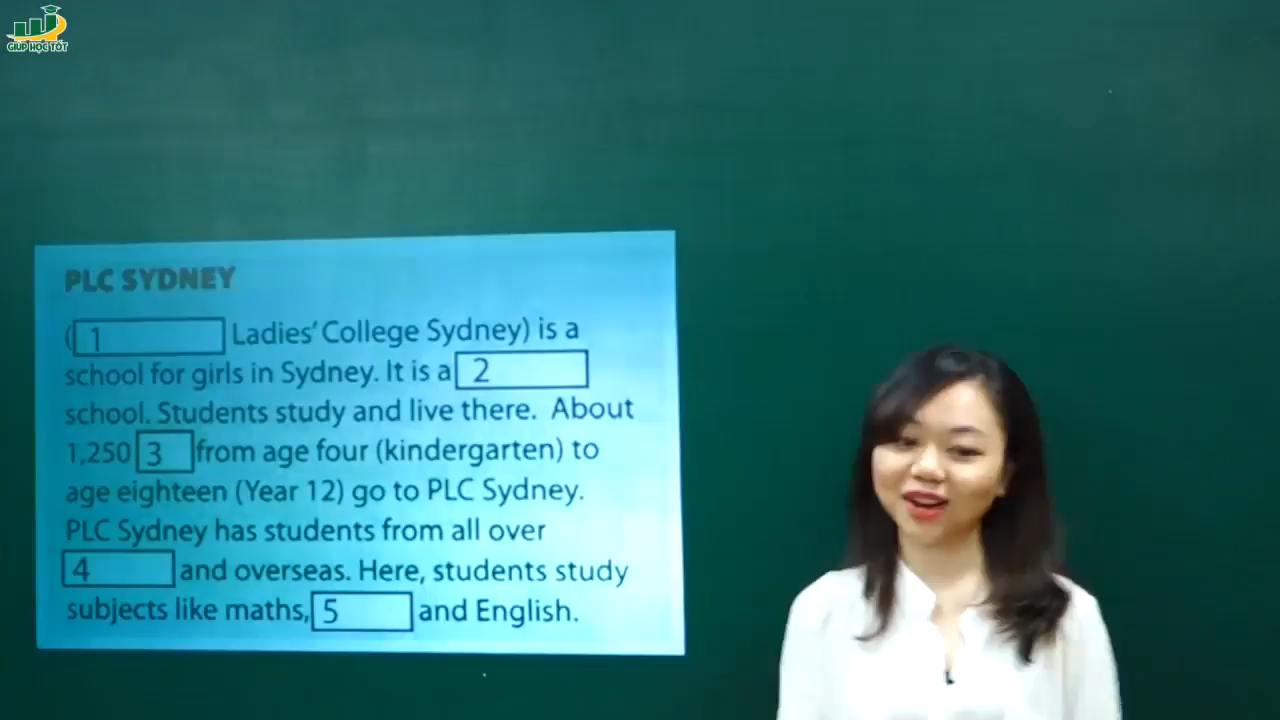 GIÚP HỌC TỐT
PLC SYDNEY
( 1 Ladies' College Sydney) is a
school for girls in Sydney. It is a 2
school. Students study and live there. About
1,250 3 from age four (kindergarten) to
age eighteen (Year 12) go to PLC Sydney.
PLC Sydney has students from all over
4 and overseas. Here, students study
subjects like maths, 5 and English.